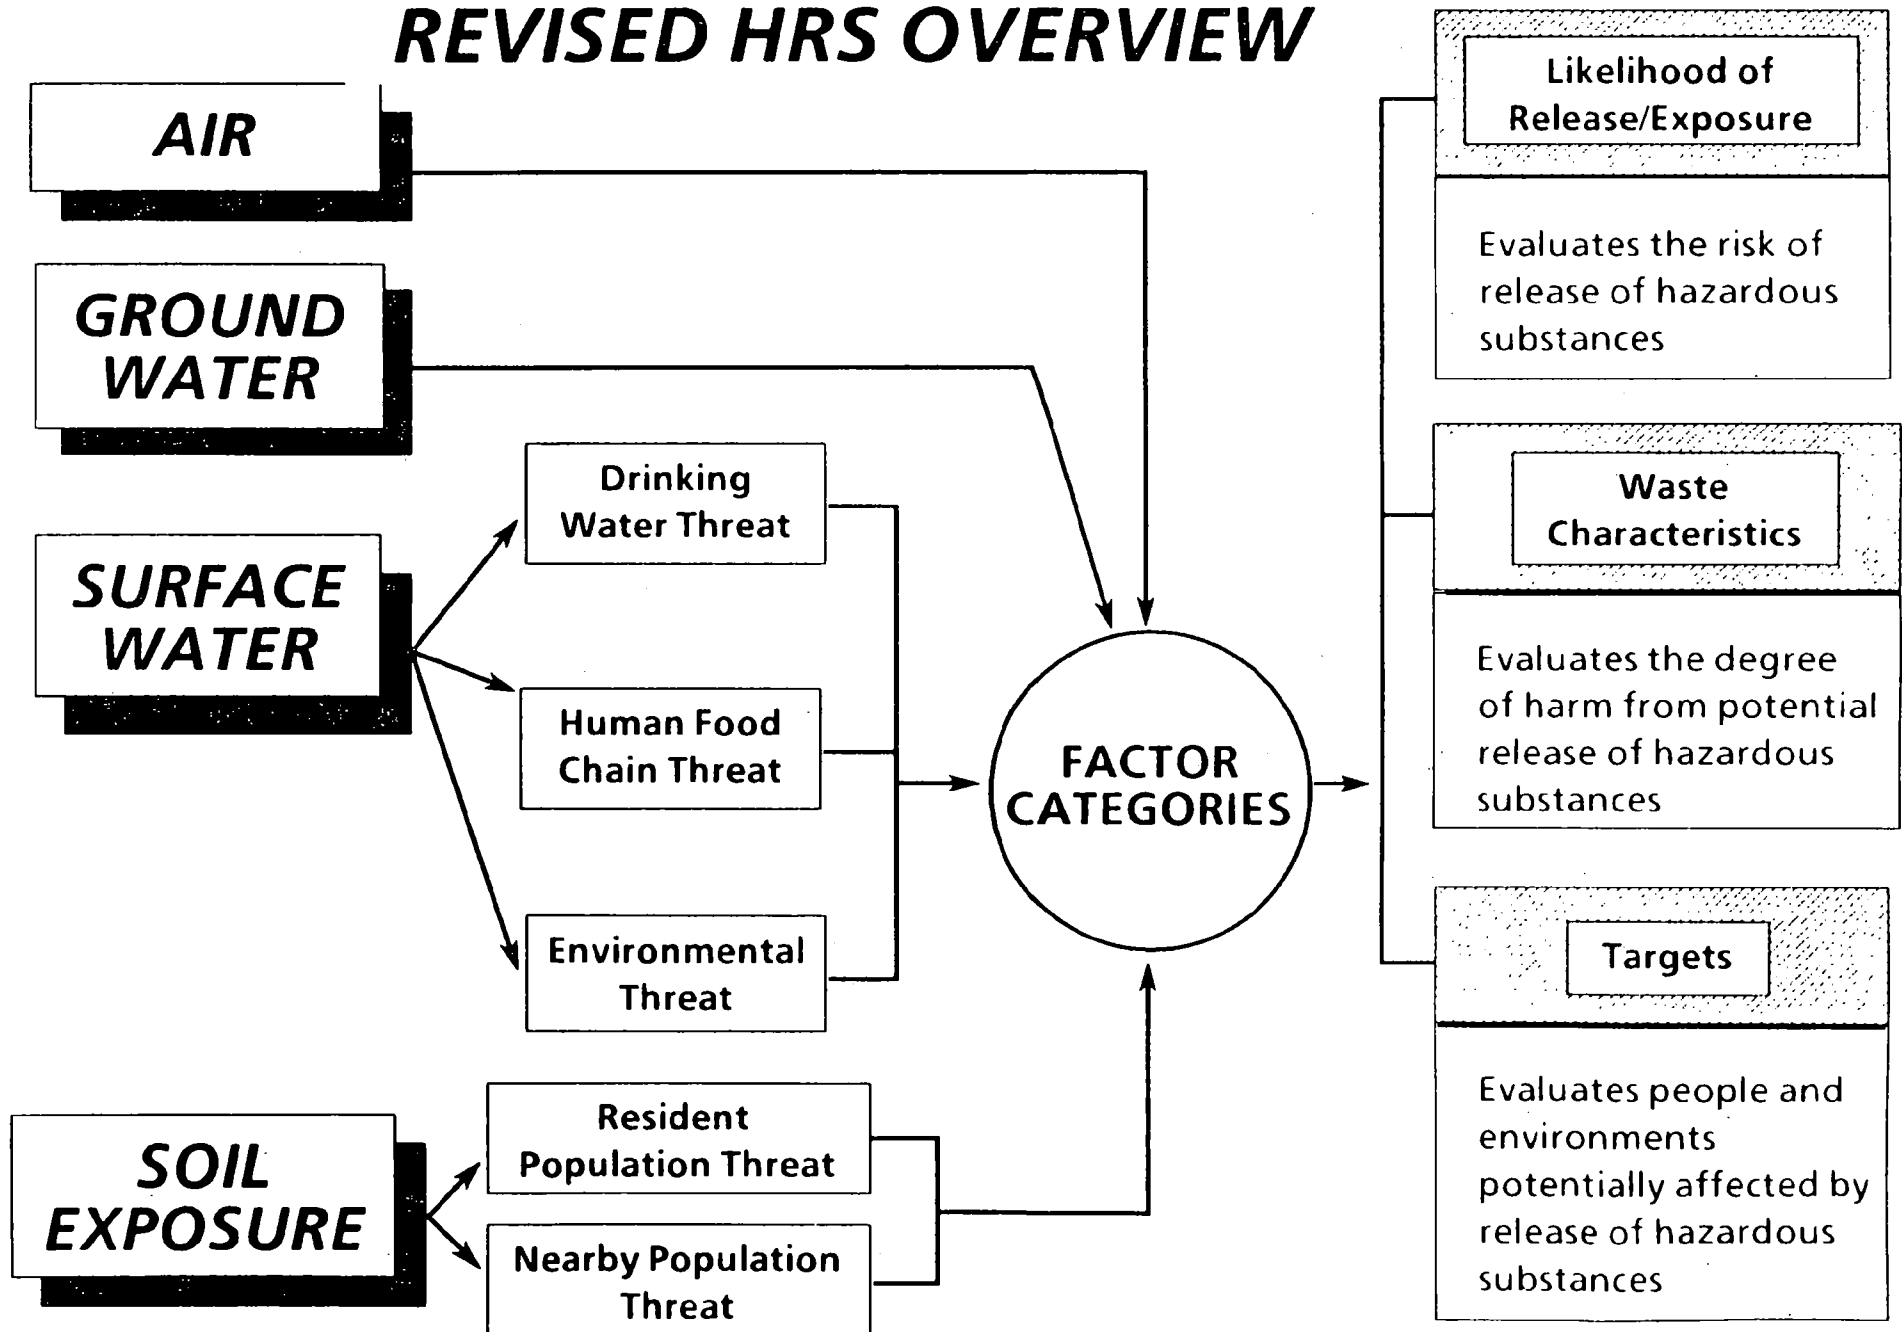 REVISED HRS OVERVIEW
AIR
GROUND
WATER
SURFACE
WATER
SOIL
EXPOSURE
Drinking
Water Threat
Human Food
Chain Threat
Environmental
Threat
Resident
Population Threat
Nearby Population
Threat
FACTOR
CATEGORIES
Likelihood of
Release/Exposure
Evaluates the risk of
release of hazardous
substances
Waste
Characteristics
Evaluates the degree
of harm from potential
release of hazardous
substances
Targets
Evaluates people and
environments
potentially affected by
release of hazardous
substances